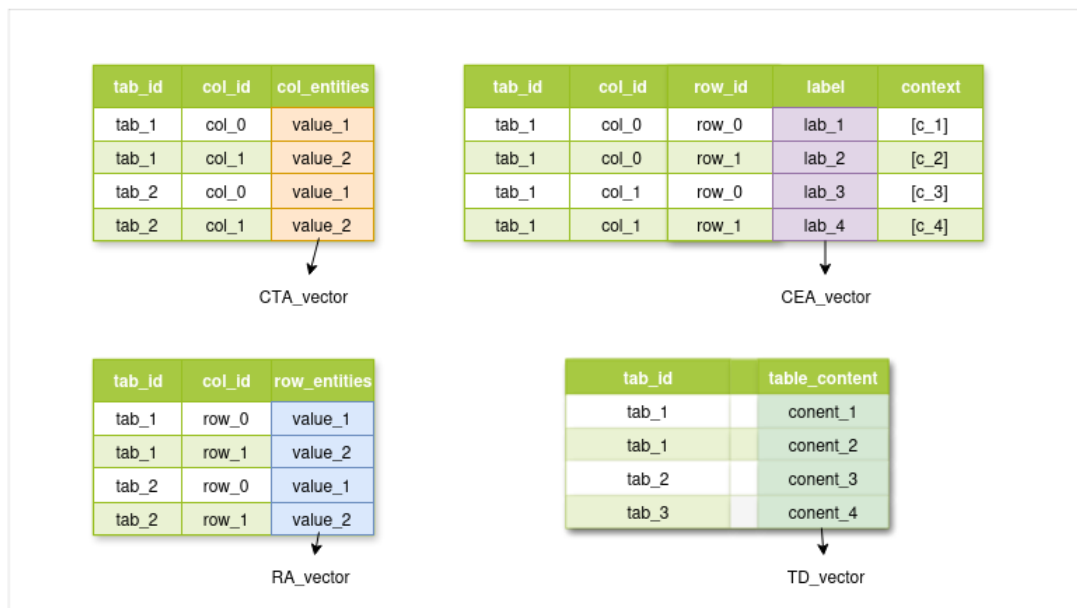 tab_id col_id col_entities
tab_1 col_0 value_1
tab_1 col_1 value_2
tab_2 col_0 value_1
tab_2 col_1 value_2
CTA_vector
tab_id col_id row_id label context
tab_1 col_0 row_0 lab_1 [c_1]
tab_1 col_0 row_1 lab_2 [c_2]
tab_1 col_1 row_0 lab_3 [c_3]
tab_1 col_1 row_1 lab_4 [c_4]
CEA_vector
tab_id col_id row_entities
tab_1 row_0 value_1
tab_1 row_1 value_2
tab_2 row_0 value_1
tab_2 row_1 value_2
RA_vector
tab_id table_content
tab_1 conent_1
tab_1 conent_2
tab_2 conent_3
tab_3 conent_4
TD_vector